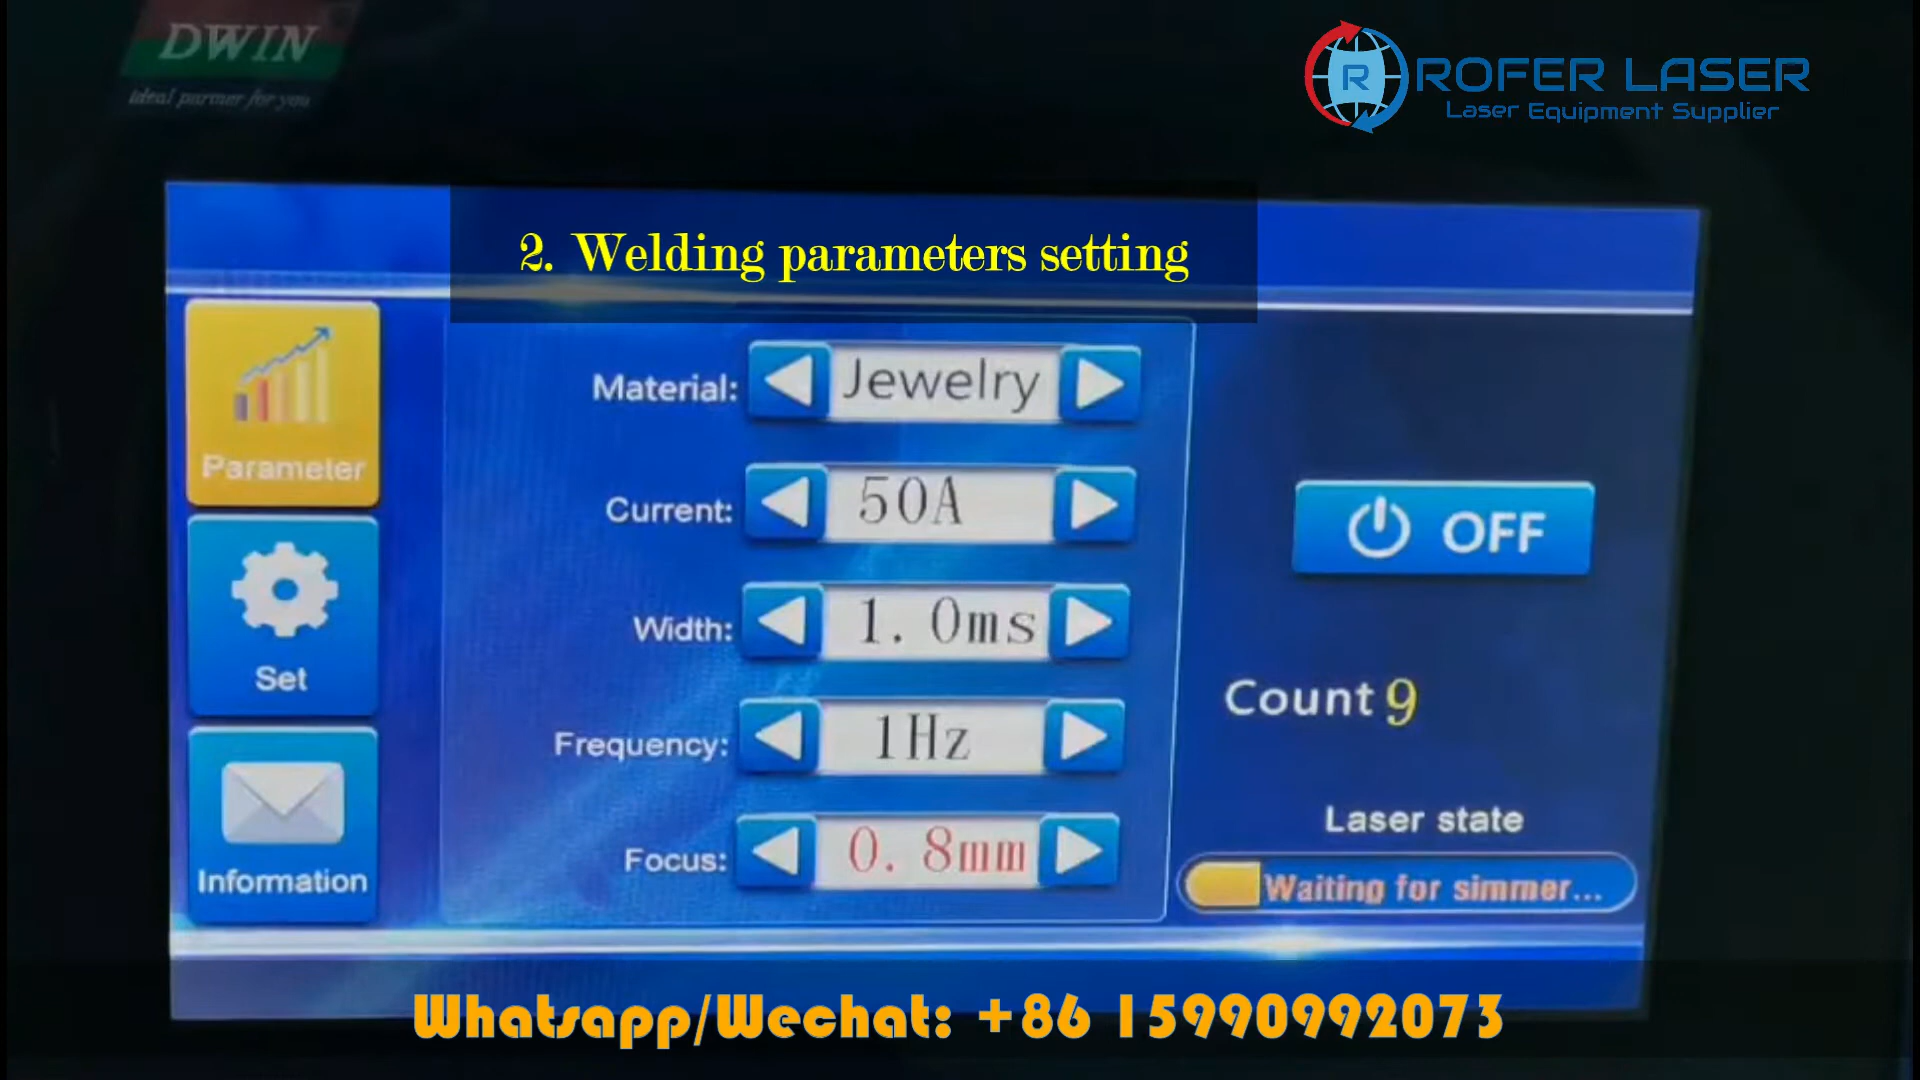 DWIN
Ideal partner for you
R
ROFER LASER
Laser Equipment Supplier
2. Welding parameters setting
Parameter
Set
Information
Material: Jewelry
Current: 50A
Width: 1.0ms
Frequency: 1Hz
Focus: 0.8mm
OFF
Count 9
Laser state
Waiting for simmer...
Whatsapp/Wechat: +86 15990992073